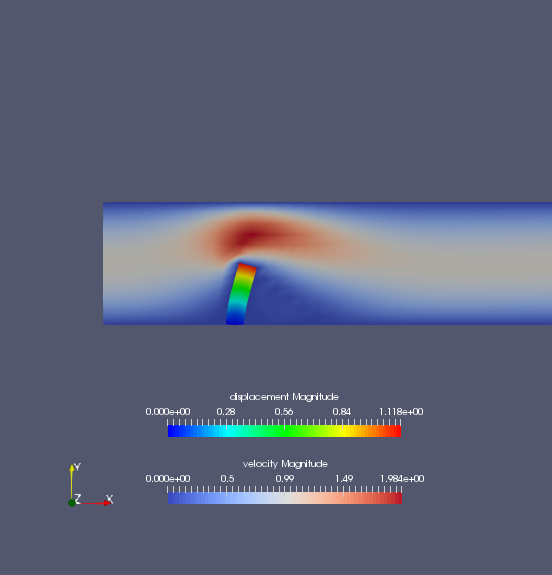 displacement Magnitude
0.000e+00 0.28 0.56 0.84 1.118e+00
velocity Magnitude
0.000e+00 0.5 0.99 1.49 1.984e+00
Y
Z X